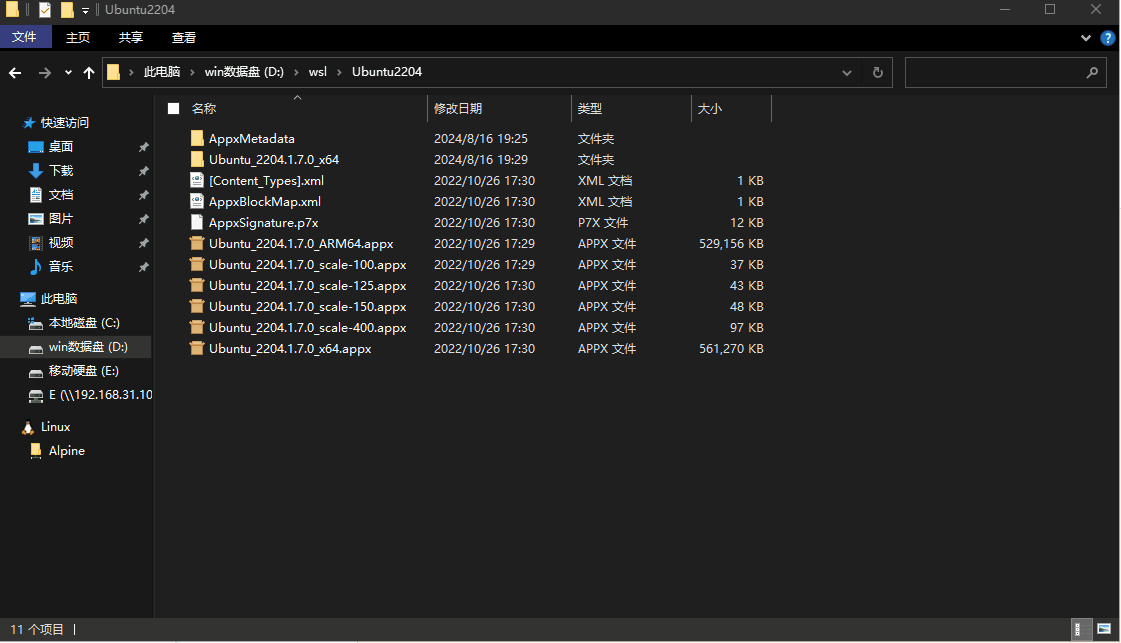 Ubuntu2204
文件 主页 共享 查看
此电脑 win数据盘 (D:) wsl Ubuntu2204
名称 修改日期 类型 大小
快速访问
桌面
下载
文档
图片
视频
音乐
此电脑
本地磁盘 (C:)
win数据盘 (D:)
移动硬盘 (E:)
E (\\192.168.31.10
Linux
Alpine
AppxMetadata 2024/8/16 19:25 文件夹
Ubuntu_2204.1.7.0_x64 2024/8/16 19:29 文件夹
[Content_Types].xml 2022/10/26 17:30 XML 文档 1 KB
AppxBlockMap.xml 2022/10/26 17:30 XML 文档 1 KB
AppxSignature.p7x 2022/10/26 17:30 P7X 文件 12 KB
Ubuntu_2204.1.7.0_ARM64.appx 2022/10/26 17:29 APPX 文件 529,156 KB
Ubuntu_2204.1.7.0_scale-100.appx 2022/10/26 17:29 APPX 文件 37 KB
Ubuntu_2204.1.7.0_scale-125.appx 2022/10/26 17:30 APPX 文件 43 KB
Ubuntu_2204.1.7.0_scale-150.appx 2022/10/26 17:30 APPX 文件 48 KB
Ubuntu_2204.1.7.0_scale-400.appx 2022/10/26 17:30 APPX 文件 97 KB
Ubuntu_2204.1.7.0_x64.appx 2022/10/26 17:30 APPX 文件 561,270 KB
11 个项目